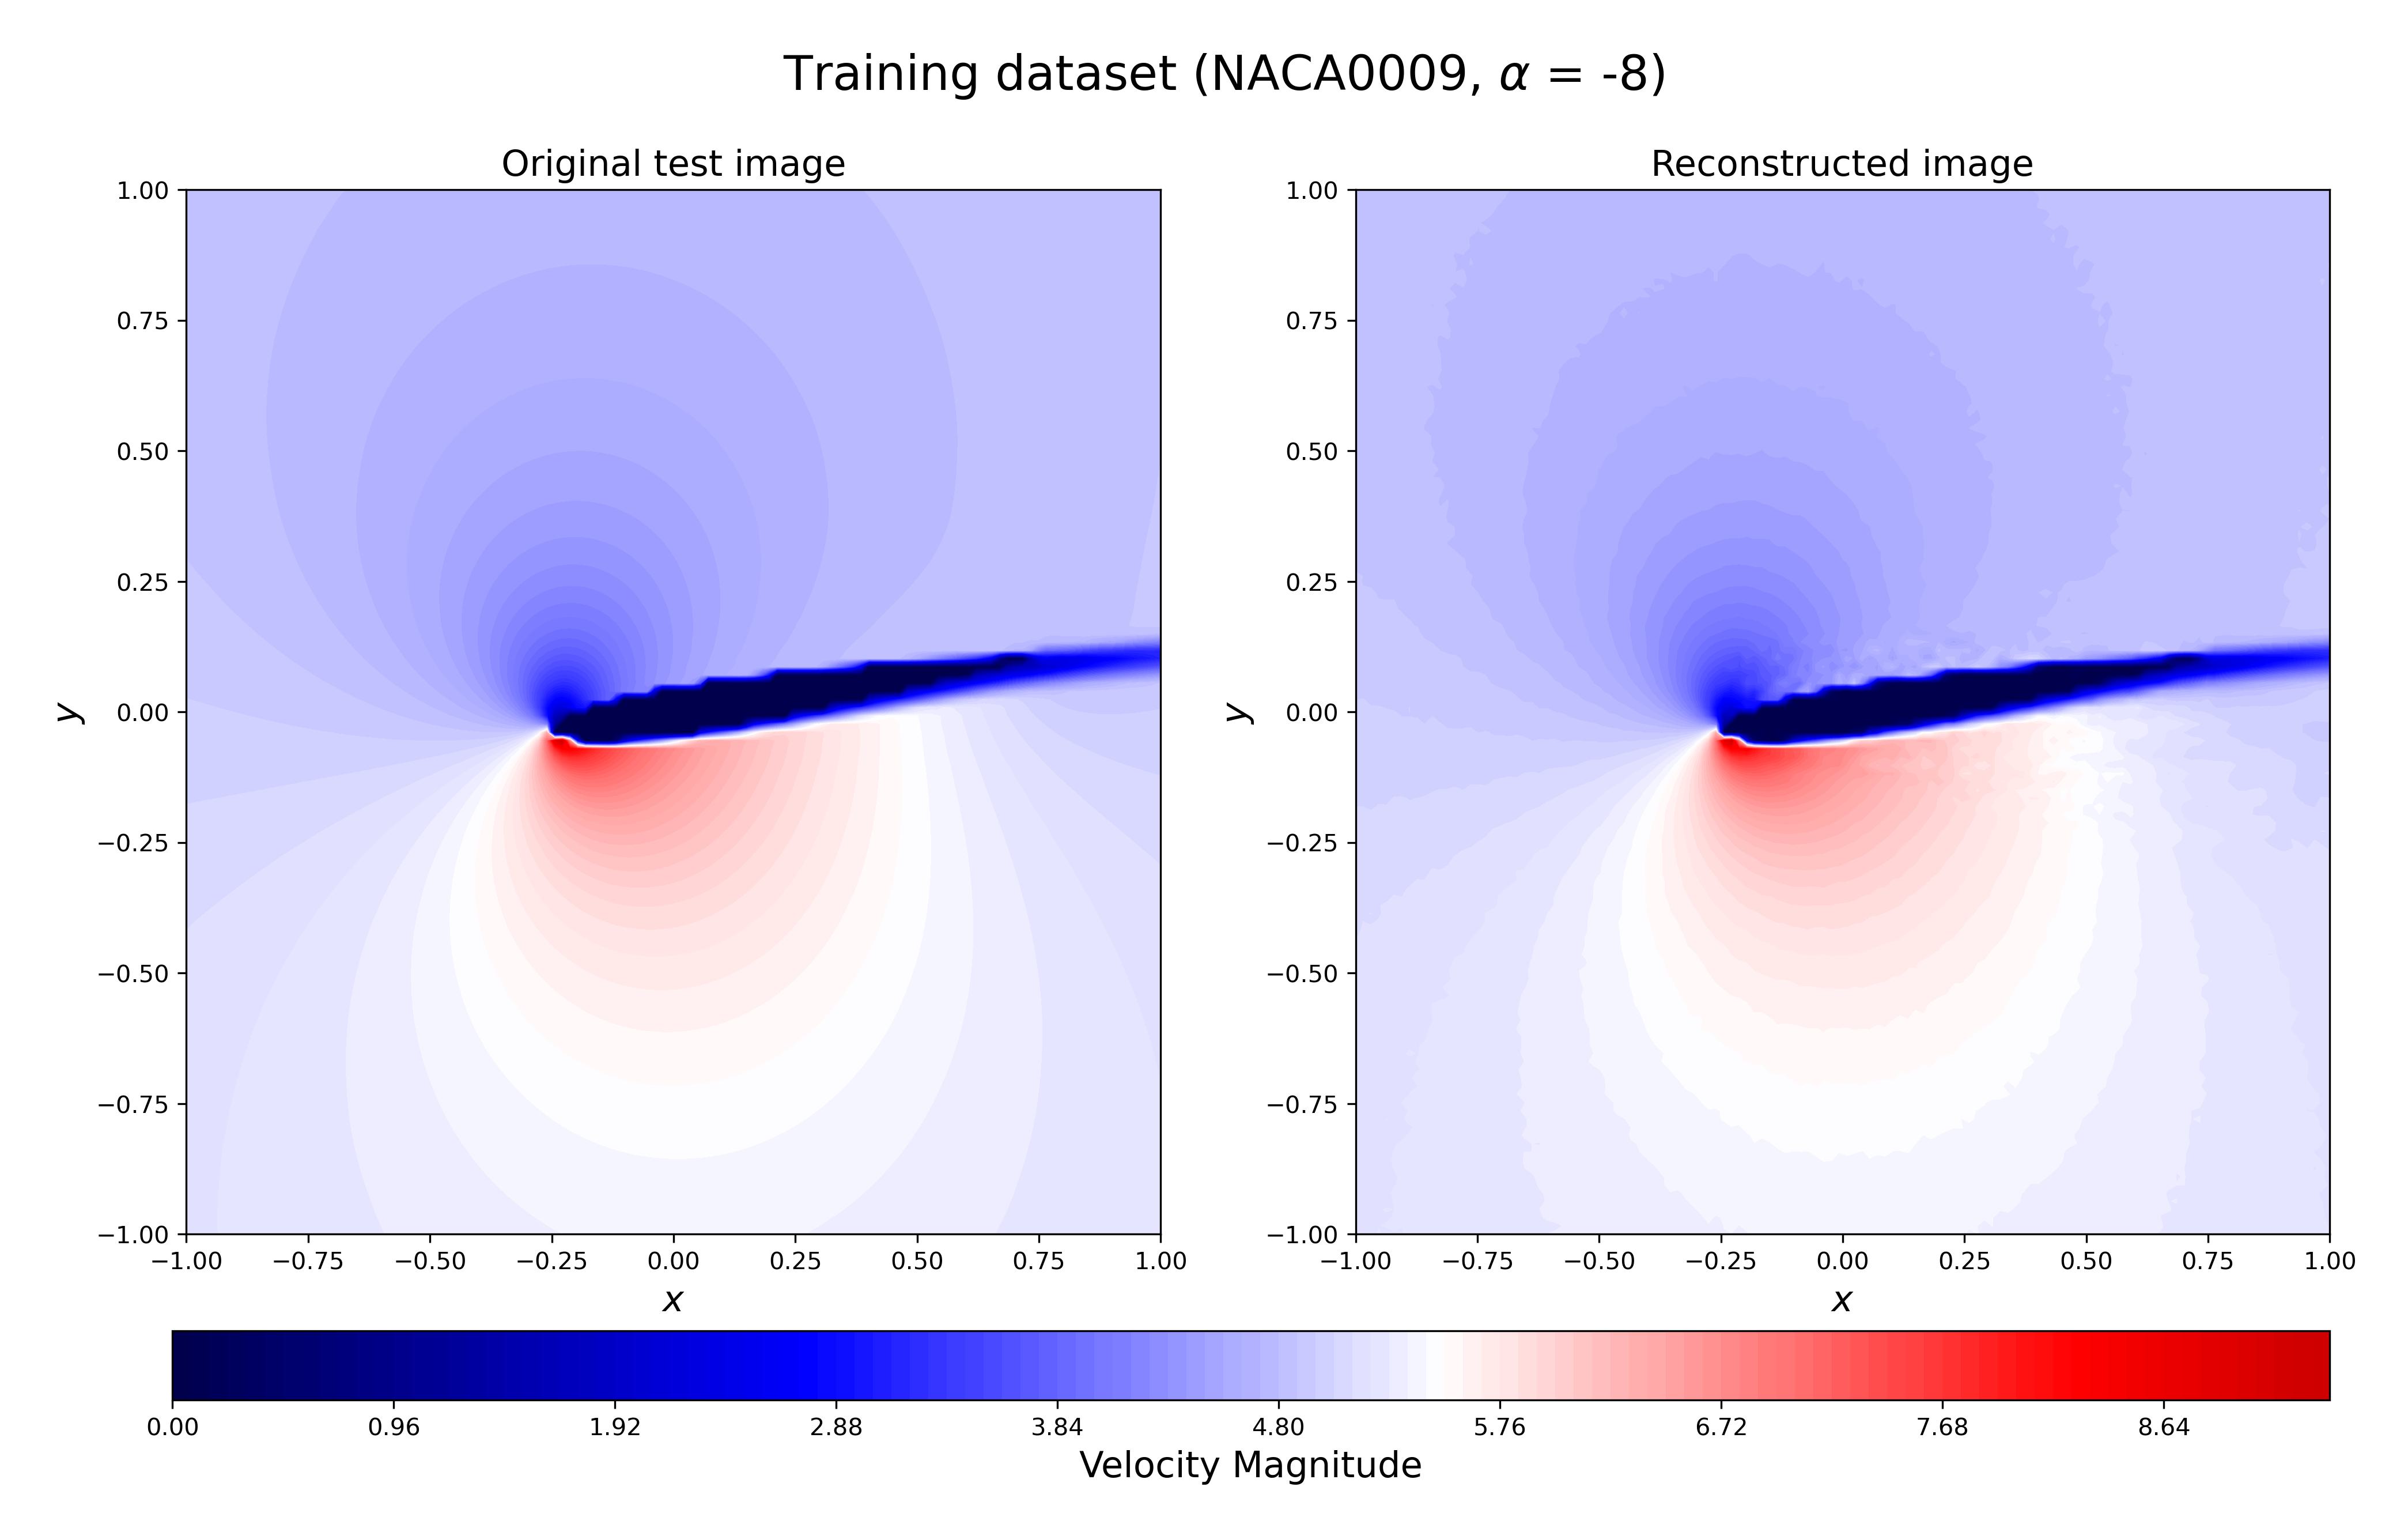 Training dataset (NACA0009, α = -8)
Original test image
Reconstructed image
1.00
0.75
0.50
0.25
0.00
−0.25
−0.50
−0.75
−1.00
y
−1.00 −0.75 −0.50 −0.25 0.00 0.25 0.50 0.75 1.00
x
1.00
0.75
0.50
0.25
0.00
−0.25
−0.50
−0.75
−1.00
y
−1.00 −0.75 −0.50 −0.25 0.00 0.25 0.50 0.75 1.00
x
0.00 0.96 1.92 2.88 3.84 4.80 5.76 6.72 7.68 8.64
Velocity Magnitude